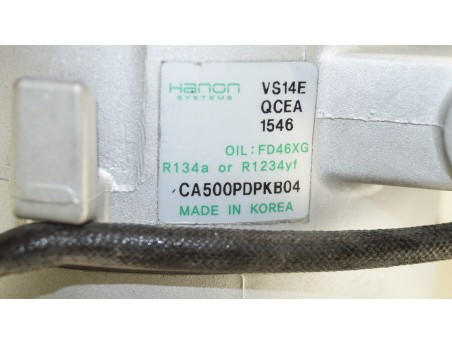 Hanon VS14E
SYSTEMS QCEA
1546
OIL: FD46XG
R134a or R1234yf
CA500PDPKB04
MADE IN KOREA